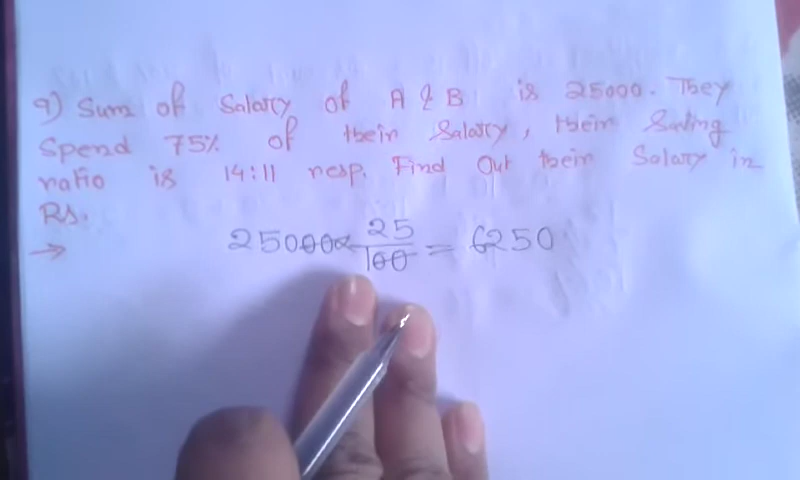 9) Sum of Salary of A & B is 25000. They
Spend 75% of their Salary, their Saving
ratio is 14:11 resp. Find Out their Salary in
RS.
→ 25000 × 25/100 = 6250